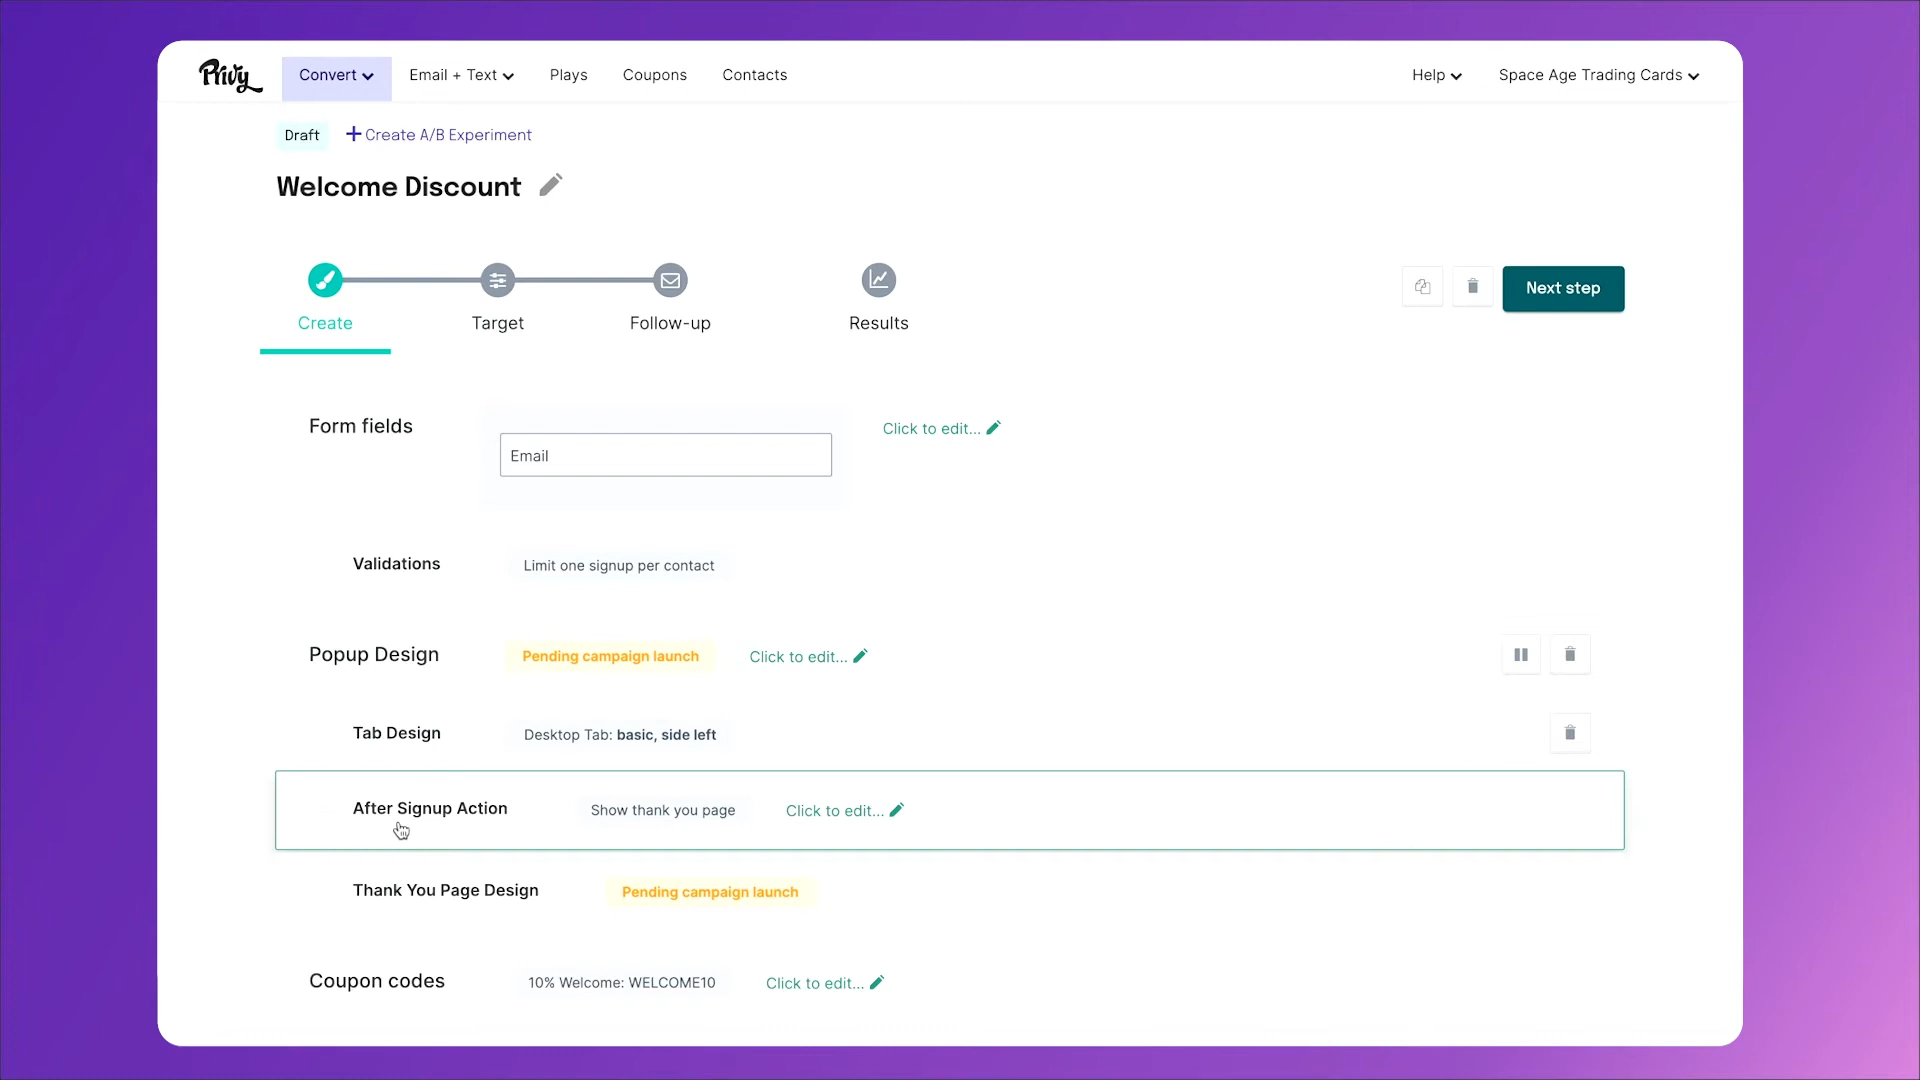 Privy
Convert
Email + Text
Plays
Coupons
Contacts
Help
Space Age Trading Cards
Draft
Create A/B Experiment
Welcome Discount
Create
Target
Follow-up
Results
Next step
Form fields
Email
Click to edit...
Validations
Limit one signup per contact
Popup Design
Pending campaign launch
Click to edit...
Tab Design
Desktop Tab: basic, side left
After Signup Action
Show thank you page
Click to edit...
Thank You Page Design
Pending campaign launch
Coupon codes
10% Welcome: WELCOME10
Click to edit...